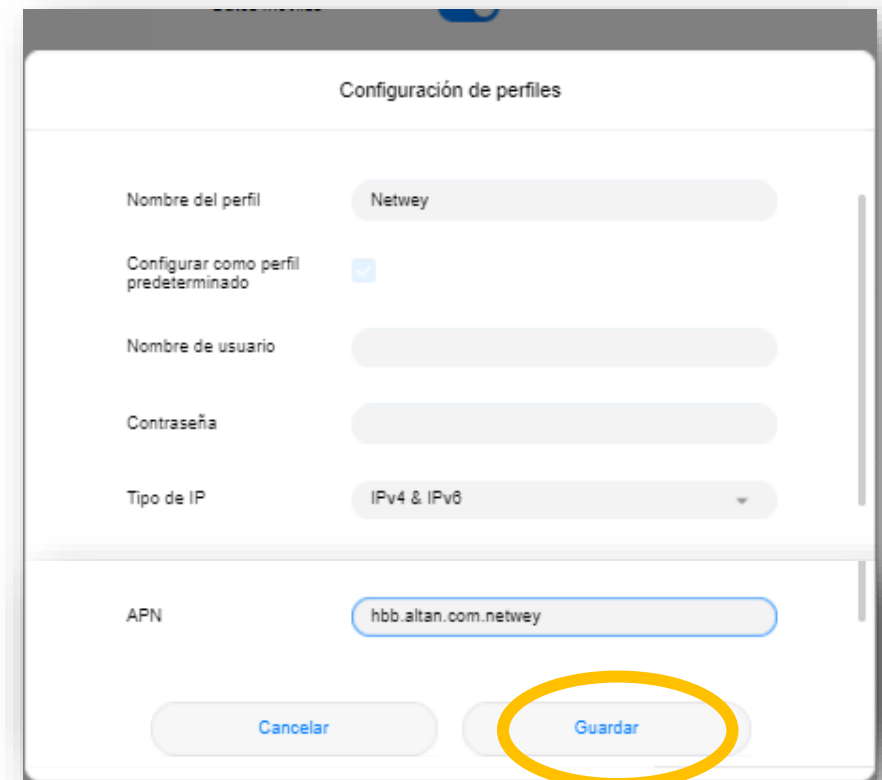 Configuración de perfiles
Nombre del perfil
Netwey
Configurar como perfil
predeterminado
Nombre de usuario
Contraseña
Tipo de IP
IPv4 & IPv6
APN
hbb.altan.com.netwey
Cancelar
Guardar